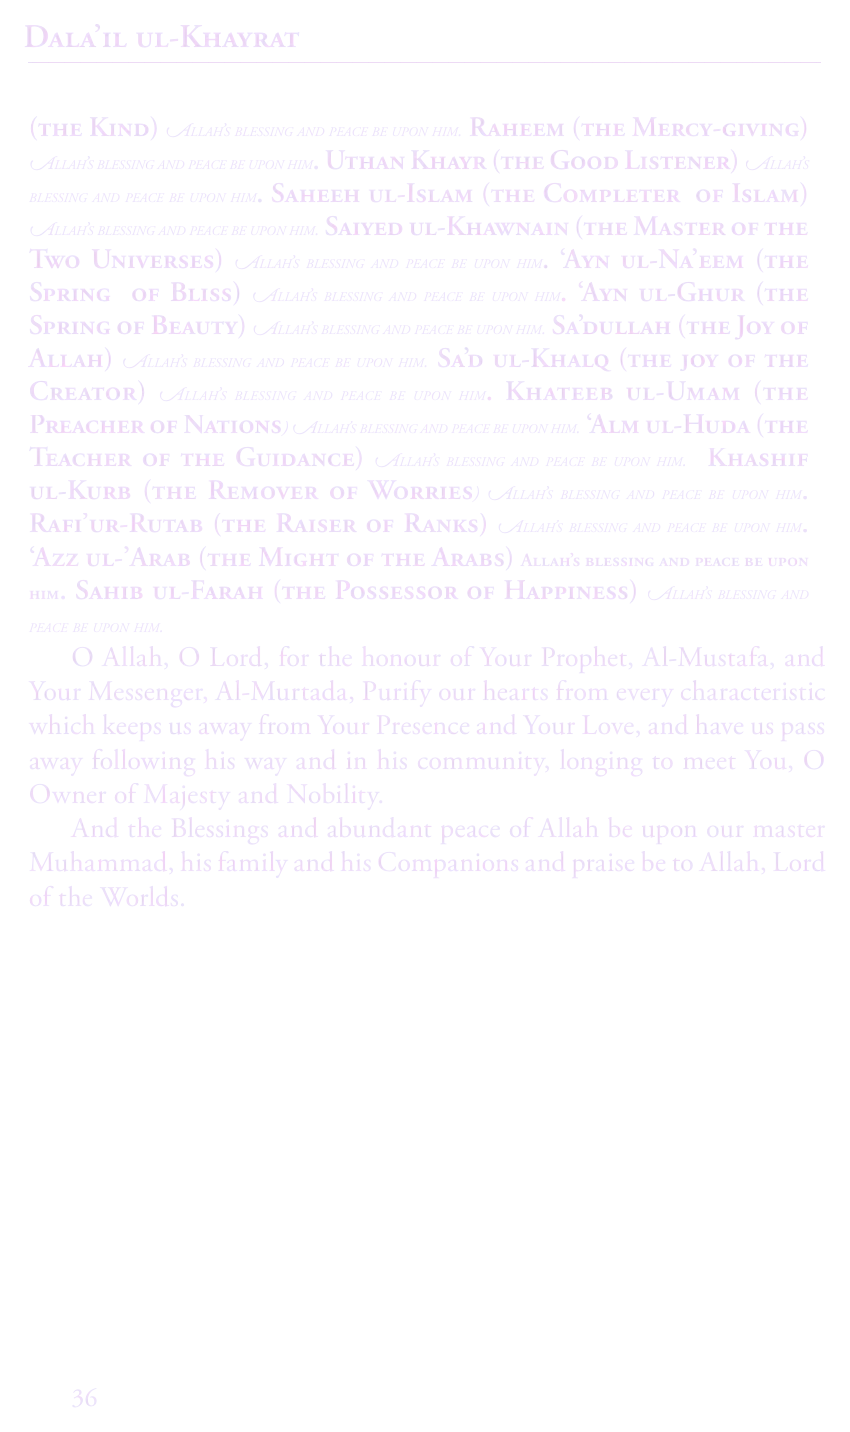 Dala’il ul-Khayrat
(the Kind) Allah’s blessing and peace be upon him. Raheem (the Mercy-giving)
Allah’s blessing and peace be upon him. Uthan Khayr (the Good Listener) Allah’s
blessing and peace be upon him. Saheeh ul-Islam (the Completer of Islam)
Allah’s blessing and peace be upon him. Saiyed ul-Khawnain (the Master of the
Two Universes) Allah’s blessing and peace be upon him. ‘Ayn ul-Na’eem (the
Spring of Bliss) Allah’s blessing and peace be upon him. ‘Ayn ul-Ghur (the
Spring of Beauty) Allah’s blessing and peace be upon him. Sa’dullah (the Joy of
Allah) Allah’s blessing and peace be upon him. Sa’d ul-Khalq (the joy of the
Creator) Allah’s blessing and peace be upon him. Khateeb ul-Umam (the
Preacher of Nations) Allah’s blessing and peace be upon him. ‘Alm ul-Huda (the
Teacher of the Guidance) Allah’s blessing and peace be upon him. Khashif
ul-Kurb (the Remover of Worries) Allah’s blessing and peace be upon him.
Rafi’ur-Rutab (the Raiser of Ranks) Allah’s blessing and peace be upon him.
‘Azz ul-’Arab (the Might of the Arabs) Allah’s blessing and peace be upon
him. Sahib ul-Farah (the Possessor of Happiness) Allah’s blessing and
peace be upon him.
O Allah, O Lord, for the honour of Your Prophet, Al-Mustafa, and
Your Messenger, Al-Murtada, Purify our hearts from every characteristic
which keeps us away from Your Presence and Your Love, and have us pass
away following his way and in his community, longing to meet You, O
Owner of Majesty and Nobility.
And the Blessings and abundant peace of Allah be upon our master
Muhammad, his family and his Companions and praise be to Allah, Lord
of the Worlds.
36